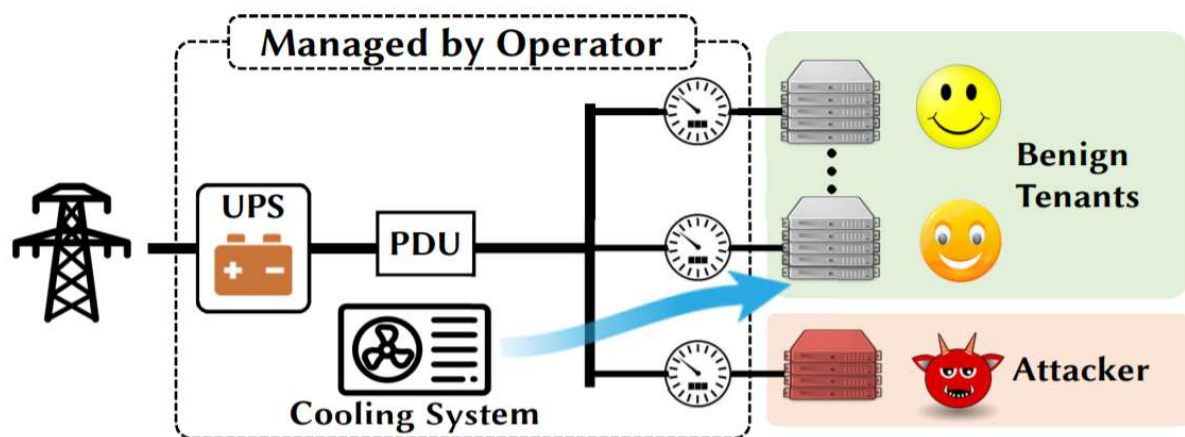 Managed by Operator
UPS
PDU
Cooling System
Benign
Tenants
Attacker